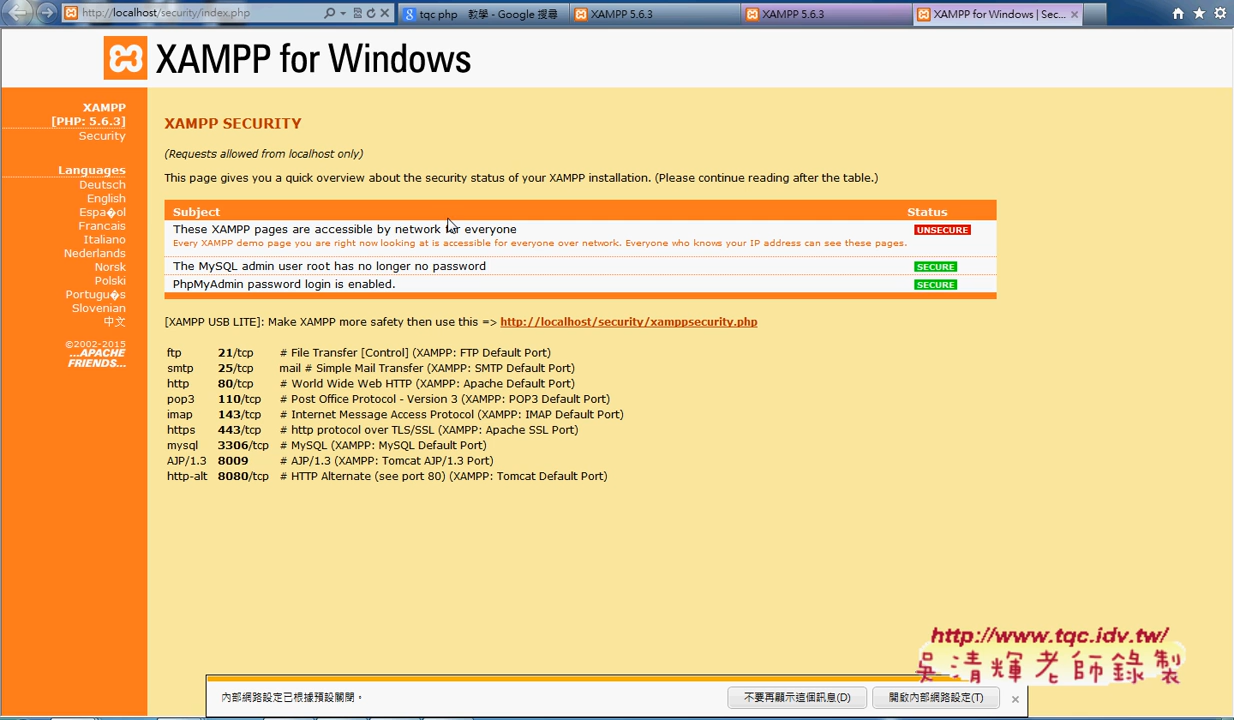 http://localhost/security/index.php
tqc php 教學 - Google 搜尋
XAMPP 5.6.3
XAMPP 5.6.3
XAMPP for Windows | Sec...
XAMPP for Windows
XAMPP
[PHP: 5.6.3]
Security
Languages
Deutsch
English
Espa�ol
Francais
Italiano
Nederlands
Norsk
Polski
Portugu�s
Slovenian
中文
©2002-2015
...APACHE
FRIENDS...
XAMPP SECURITY
(Requests allowed from localhost only)
This page gives you a quick overview about the security status of your XAMPP installation. (Please continue reading after the table.)
Subject Status
These XAMPP pages are accessible by network for everyone UNSECURE
Every XAMPP demo page you are right now looking at is accessible for everyone over network. Everyone who knows your IP address can see these pages.
The MySQL admin user root has no longer no password SECURE
PhpMyAdmin password login is enabled. SECURE
[XAMPP USB LITE]: Make XAMPP more safety then use this => http://localhost/security/xamppsecurity.php
ftp 21/tcp # File Transfer [Control] (XAMPP: FTP Default Port)
smtp 25/tcp mail # Simple Mail Transfer (XAMPP: SMTP Default Port)
http 80/tcp # World Wide Web HTTP (XAMPP: Apache Default Port)
pop3 110/tcp # Post Office Protocol - Version 3 (XAMPP: POP3 Default Port)
imap 143/tcp # Internet Message Access Protocol (XAMPP: IMAP Default Port)
https 443/tcp # http protocol over TLS/SSL (XAMPP: Apache SSL Port)
mysql 3306/tcp # MySQL (XAMPP: MySQL Default Port)
AJP/1.3 8009 # AJP/1.3 (XAMPP: Tomcat AJP/1.3 Port)
http-alt 8080/tcp # HTTP Alternate (see port 80) (XAMPP: Tomcat Default Port)
http://www.tqc.idv.tw/
吳清輝老師錄製
內部網路設定已根據預設關閉。 不要再顯示這個訊息(D) 開啟內部網路設定(T)